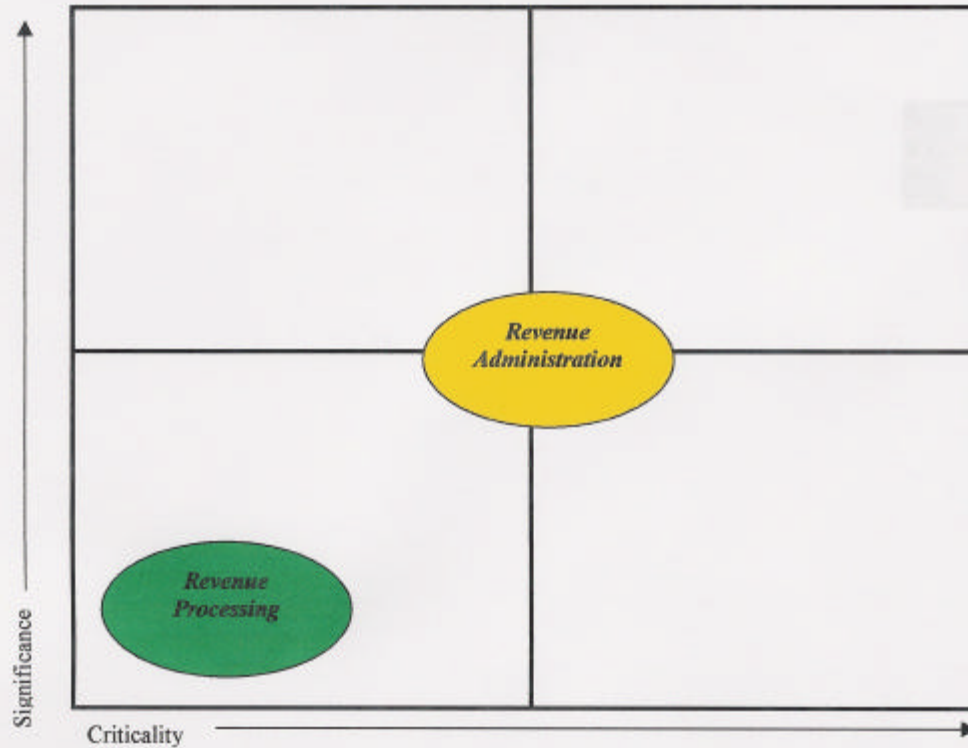 Revenue
Administration
Revenue
Processing
Significance
Criticality